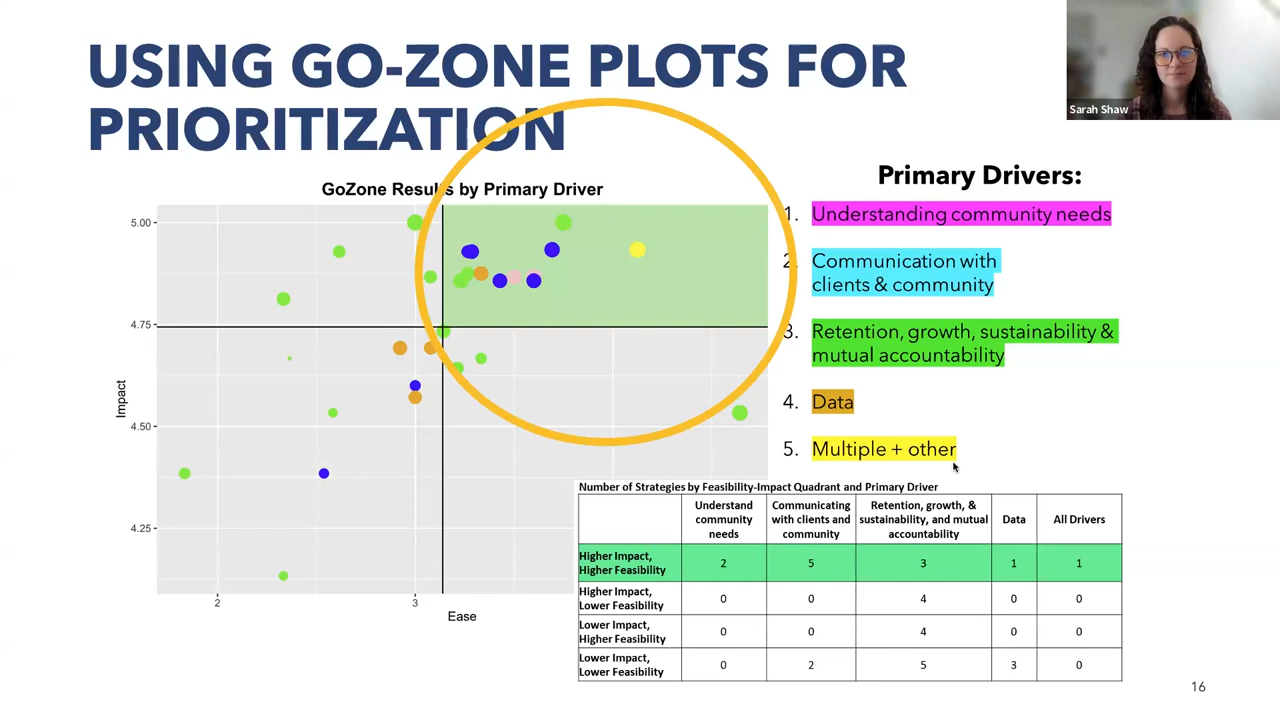 USING GO-ZONE PLOTS FOR
PRIORITIZATION
Sarah Shaw
GoZone Results by Primary Driver
5.00
4.75
4.50
4.25
Impact
2
3
Ease
Primary Drivers:
1. Understanding community needs
2. Communication with
clients & community
3. Retention, growth, sustainability &
mutual accountability
4. Data
5. Multiple + other
Number of Strategies by Feasibility-Impact Quadrant and Primary Driver
Understand
community
needs
Communicating
with clients and
community
Retention, growth, &
sustainability, and mutual
accountability
Data
All Drivers
Higher Impact,
Higher Feasibility
2 5 3 1 1
Higher Impact,
Lower Feasibility
0 0 4 0 0
Lower Impact,
Higher Feasibility
0 0 4 0 0
Lower Impact,
Lower Feasibility
0 2 5 3 0
16